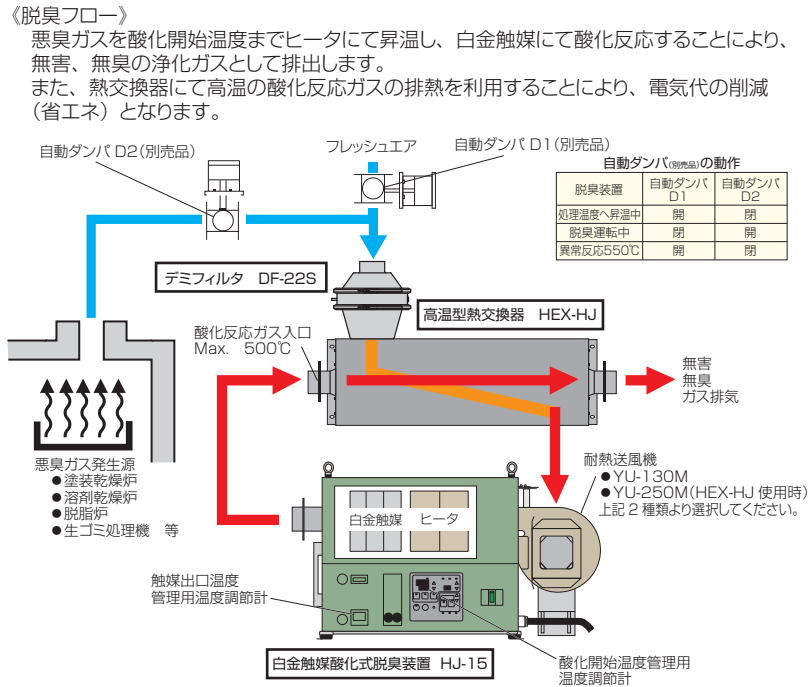 《脱臭フロー》
悪臭ガスを酸化開始温度までヒータにて昇温し、白金触媒にて酸化反応することにより、
無害、無臭の浄化ガスとして排出します。
また、熱交換器にて高温の酸化反応ガスの排熱を利用することにより、電気代の削減
（省エネ）となります。
自動ダンパ D2（別売品）
フレッシュエア
自動ダンパ D1（別売品）
自動ダンパ（別売品）の動作
脱臭装置 自動ダンパ D1 自動ダンパ D2
処理温度へ昇温中 開 閉
脱臭運転中 閉 開
異常反応550℃ 開 閉
デミフィルタ DF-22S
高温型熱交換器 HEX-HJ
酸化反応ガス入口
Max. 500℃
無害
無臭
ガス排気
悪臭ガス発生源
●塗装乾燥炉
●溶剤乾燥炉
●脱脂炉
●生ゴミ処理機 等
耐熱送風機
●YU-130M
●YU-250M（HEX-HJ 使用時）
上記 2 種類より選択してください。
白金触媒
ヒータ
触媒出口温度
管理用温度調節計
白金触媒酸化式脱臭装置 HJ-15
酸化開始温度管理用
温度調節計